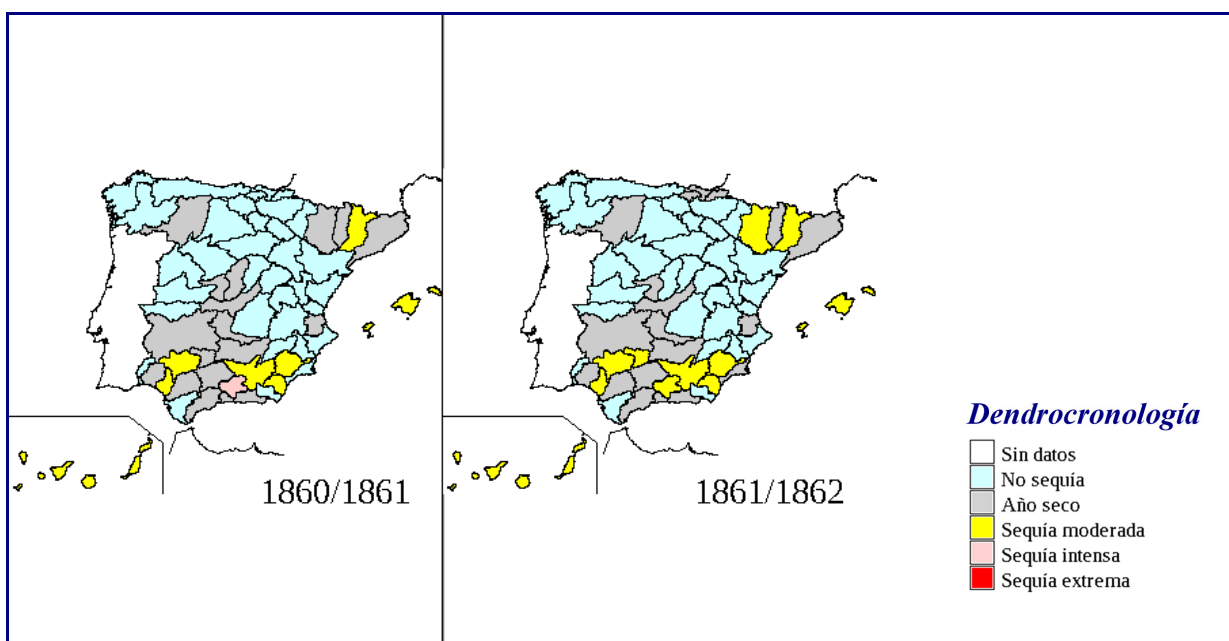 1860/1861
1861/1862
Dendrocronología
Sin datos
No sequía
Año seco
Sequía moderada
Sequía intensa
Sequía extrema